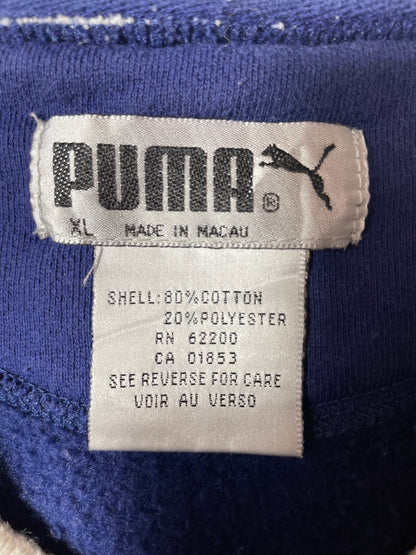 PUMA®
XL MADE IN MACAU
SHELL: 80% COTTON
20% POLYESTER
RN 62200
CA 01853
SEE REVERSE FOR CARE
VOIR AU VERSO